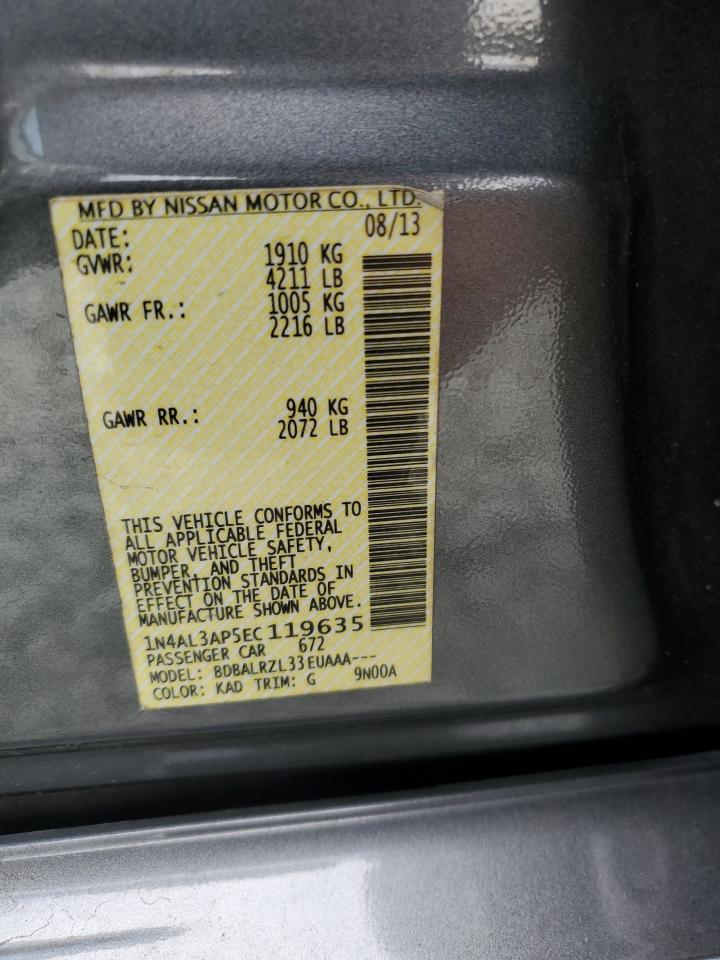 MFD BY NISSAN MOTOR CO., LTD.
DATE: 08/13
GVWR: 1910 KG
4211 LB
GAWR FR.: 1005 KG
2216 LB
GAWR RR.: 940 KG
2072 LB
THIS VEHICLE CONFORMS TO
ALL APPLICABLE FEDERAL
MOTOR VEHICLE SAFETY,
BUMPER, AND THEFT
PREVENTION STANDARDS IN
EFFECT ON THE DATE OF
MANUFACTURE SHOWN ABOVE.
1N4AL3AP5EC119635
PASSENGER CAR 672
MODEL: BDBALRZL33EUAAA---
COLOR: KAD TRIM: G 9N00A